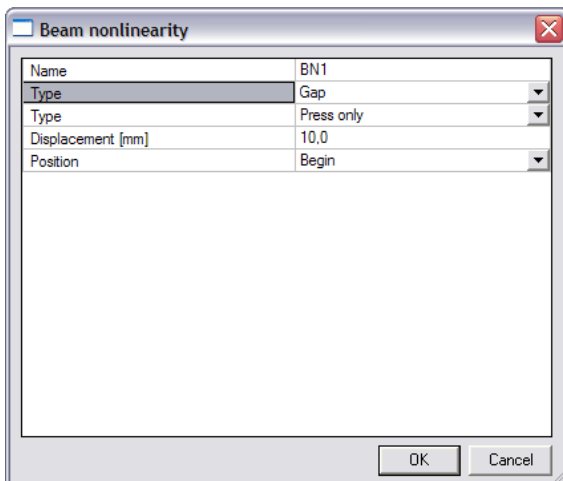 Beam nonlinearity
Name BN1
Type Gap
Type Press only
Displacement [mm] 10,0
Position Begin
OK Cancel